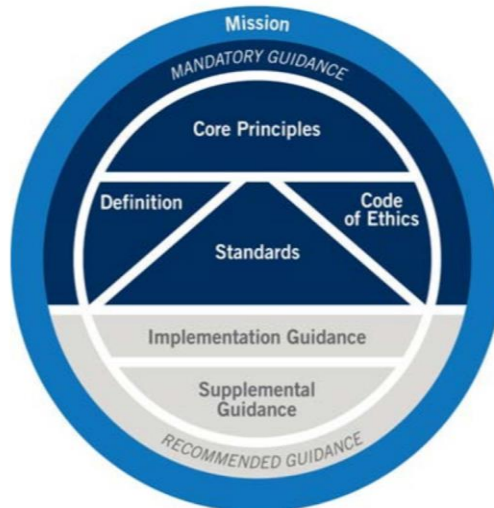 Mission
MANDATORY GUIDANCE
Core Principles
Definition
Code
of Ethics
Standards
Implementation Guidance
Supplemental
Guidance
RECOMMENDED GUIDANCE